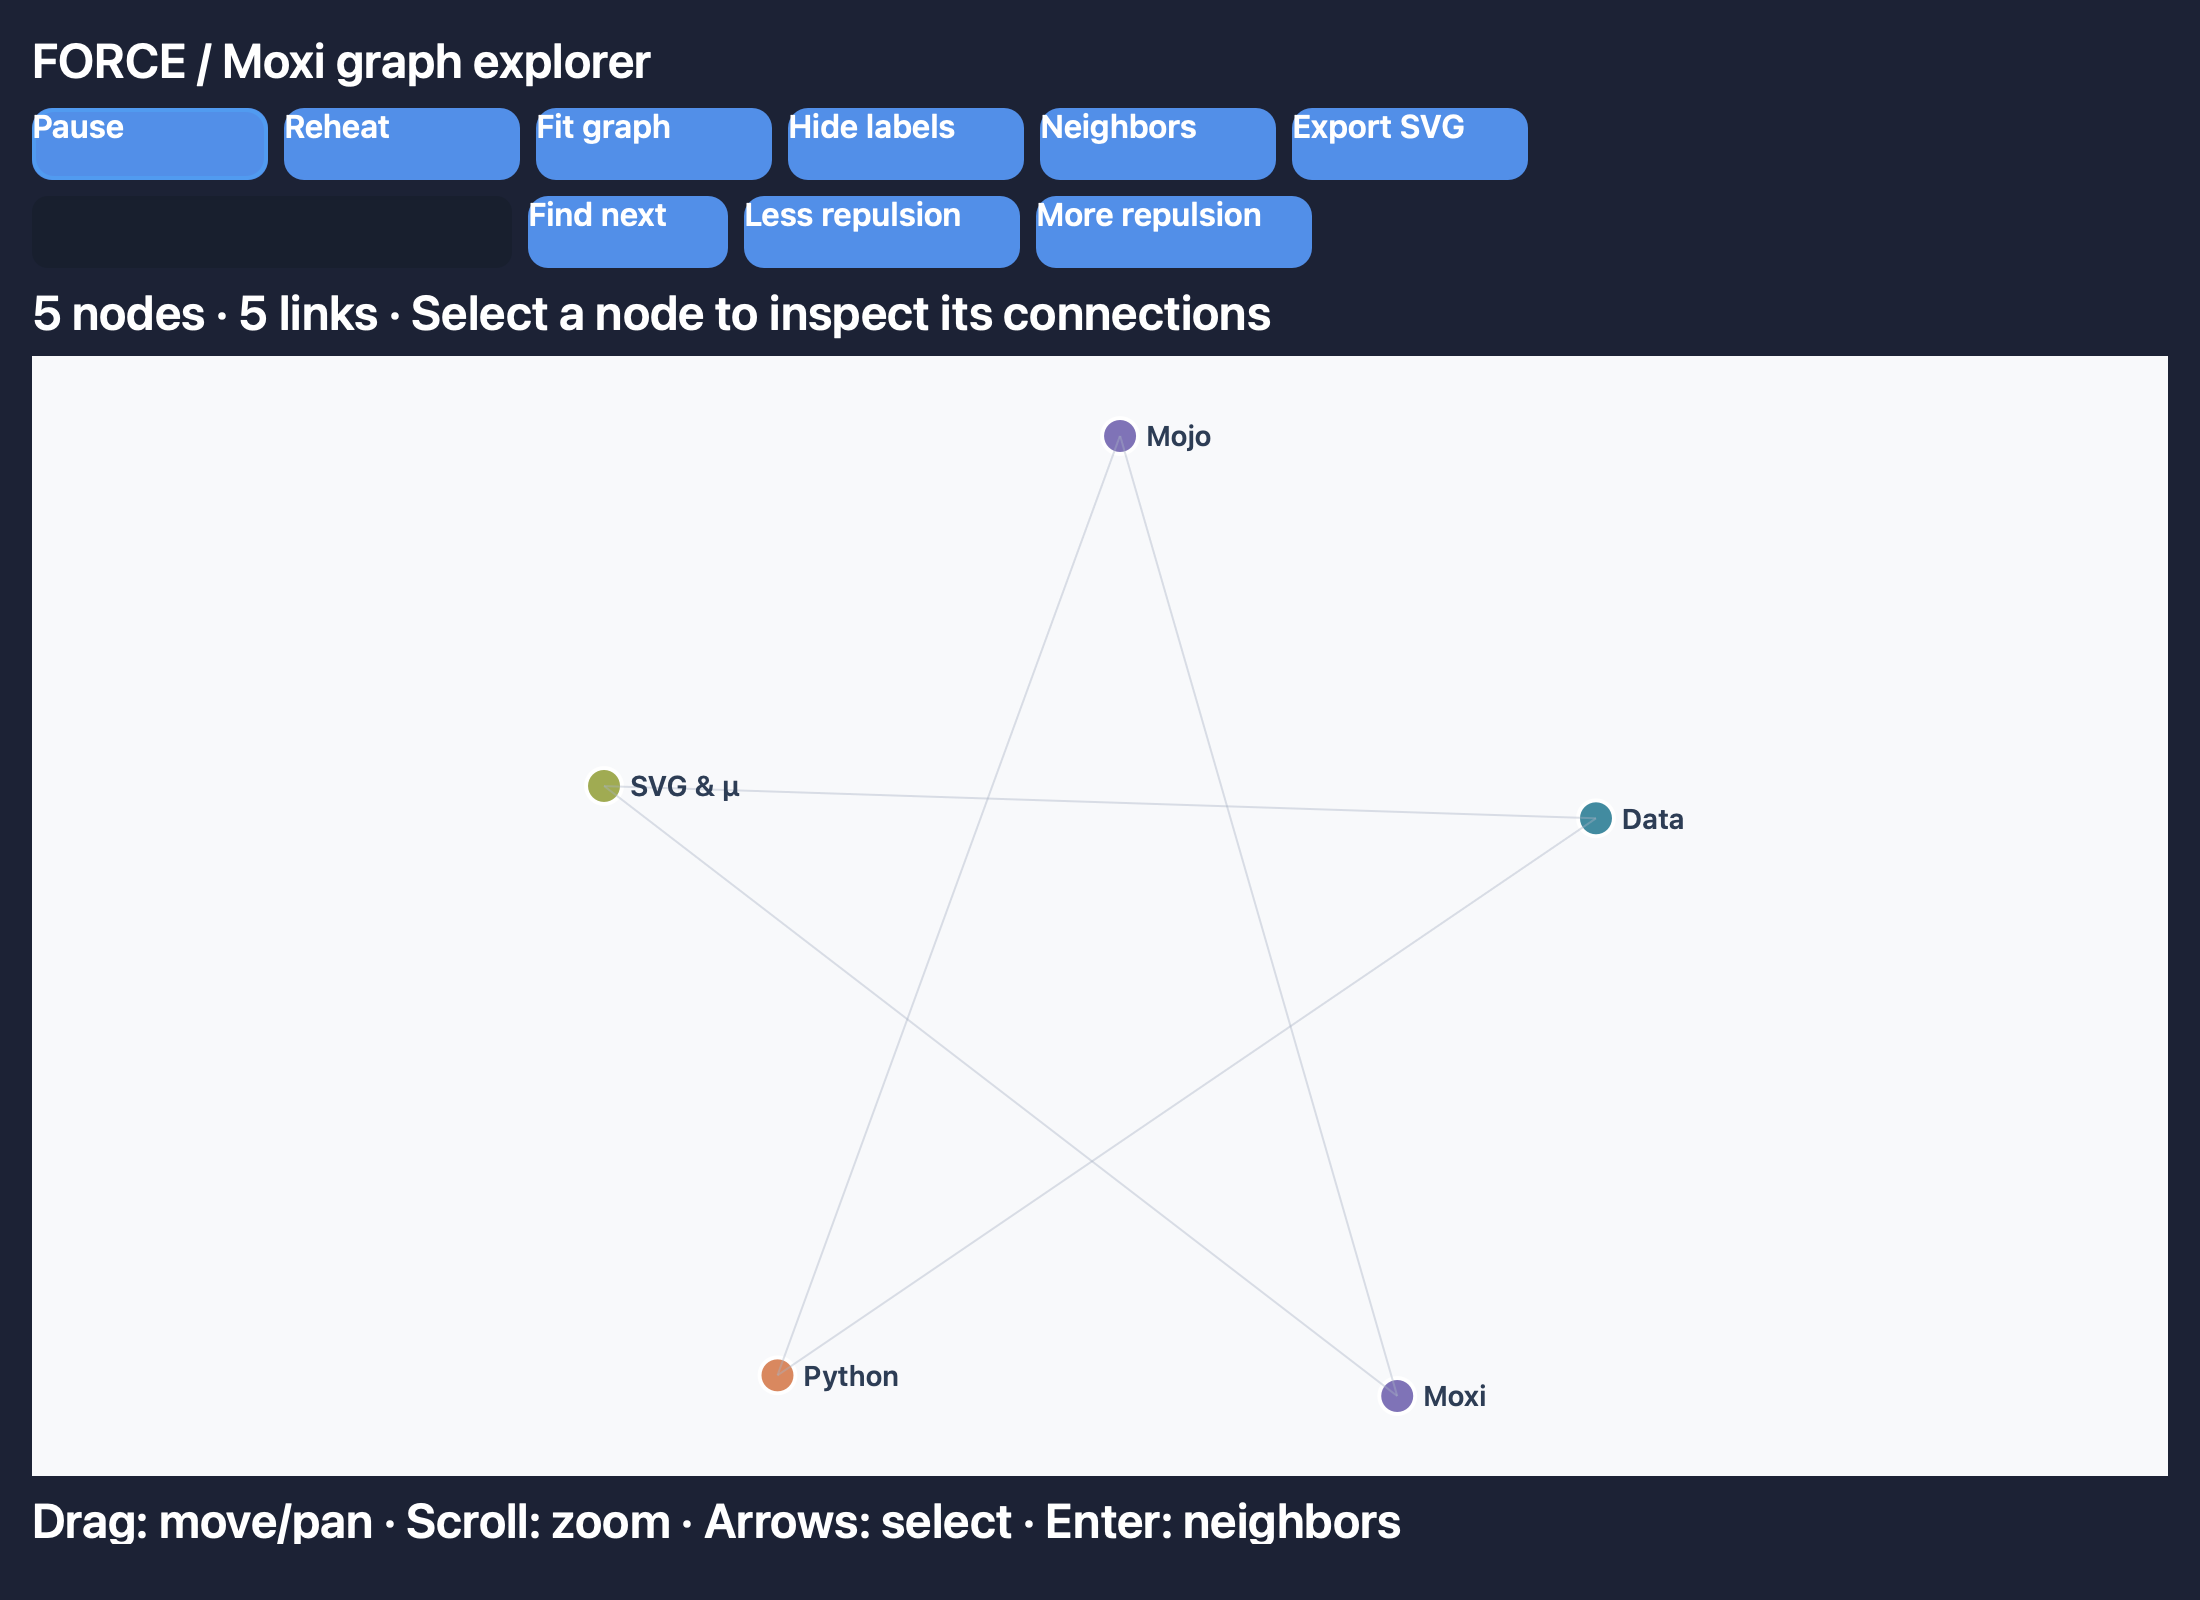 FORCE / Moxi graph explorer
Pause Reheat Fit graph Hide labels Neighbors Export SVG
Find next Less repulsion More repulsion
5 nodes · 5 links · Select a node to inspect its connections
Mojo
SVG & μ
Data
Python
Moxi
Drag: move/pan · Scroll: zoom · Arrows: select · Enter: neighbors